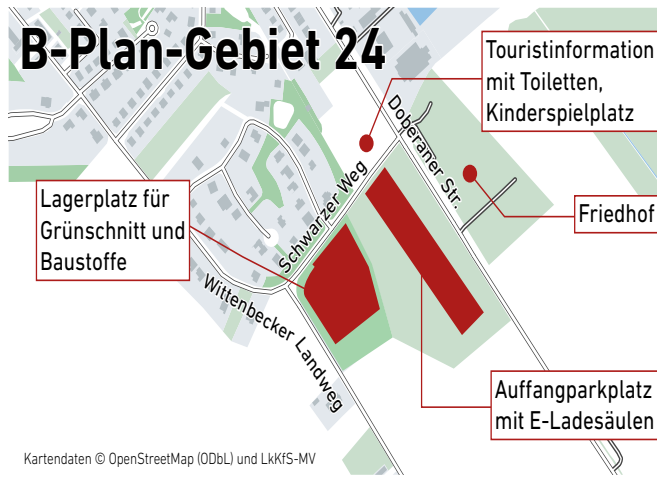 B-Plan-Gebiet 24
Touristinformation
mit Toiletten,
Kinderspielplatz
Doberaner Str.
Friedhof
Lagerplatz für
Grünschnitt und
Baustoffe
Schwarzer Weg
Wittenbecker Landweg
Auffangparkplatz
mit E-Ladesäulen
Kartendaten © OpenStreetMap (ODbL) und LkKfS-MV